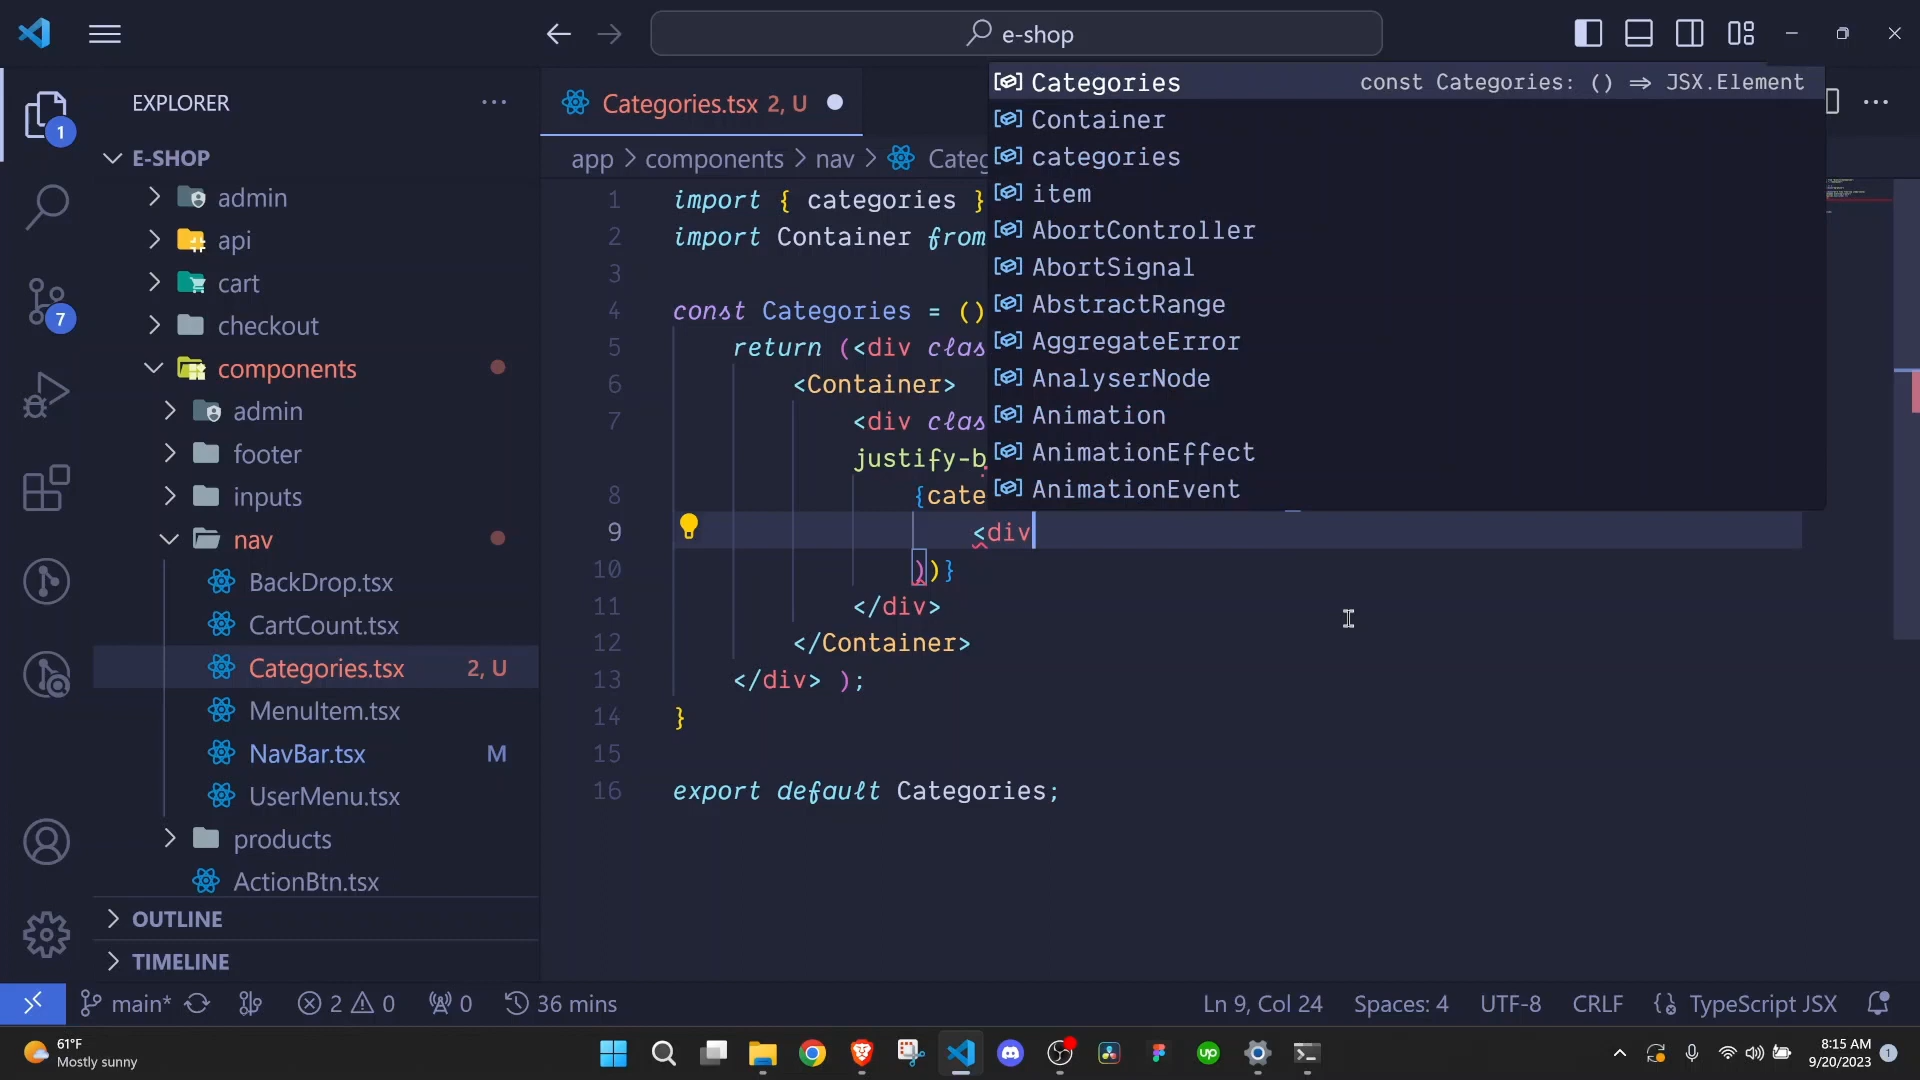 e-shop
EXPLORER
E-SHOP
admin
api
cart
checkout
components
admin
footer
inputs
nav
BackDrop.tsx
CartCount.tsx
Categories.tsx 2, U
MenuItem.tsx
NavBar.tsx M
UserMenu.tsx
products
ActionBtn.tsx
OUTLINE
TIMELINE
1
7
Categories.tsx 2, U
app > components > nav > Categ
1 import { categories }
2 import Container from
3
4 const Categories = ()
5 return (<div clas
6 <Container>
7 <div clas
justify-b
8 {cate
9 <div
10 ))}
11 </div>
12 </Container>
13 </div> );
14 }
15
16 export default Categories;
Categories const Categories: () => JSX.Element
Container
categories
item
AbortController
AbortSignal
AbstractRange
AggregateError
AnalyserNode
Animation
AnimationEffect
AnimationEvent
main* 2 0 0 36 mins Ln 9, Col 24 Spaces: 4 UTF-8 CRLF TypeScript JSX
61°F
Mostly sunny
up
8:15 AM
9/20/2023
1